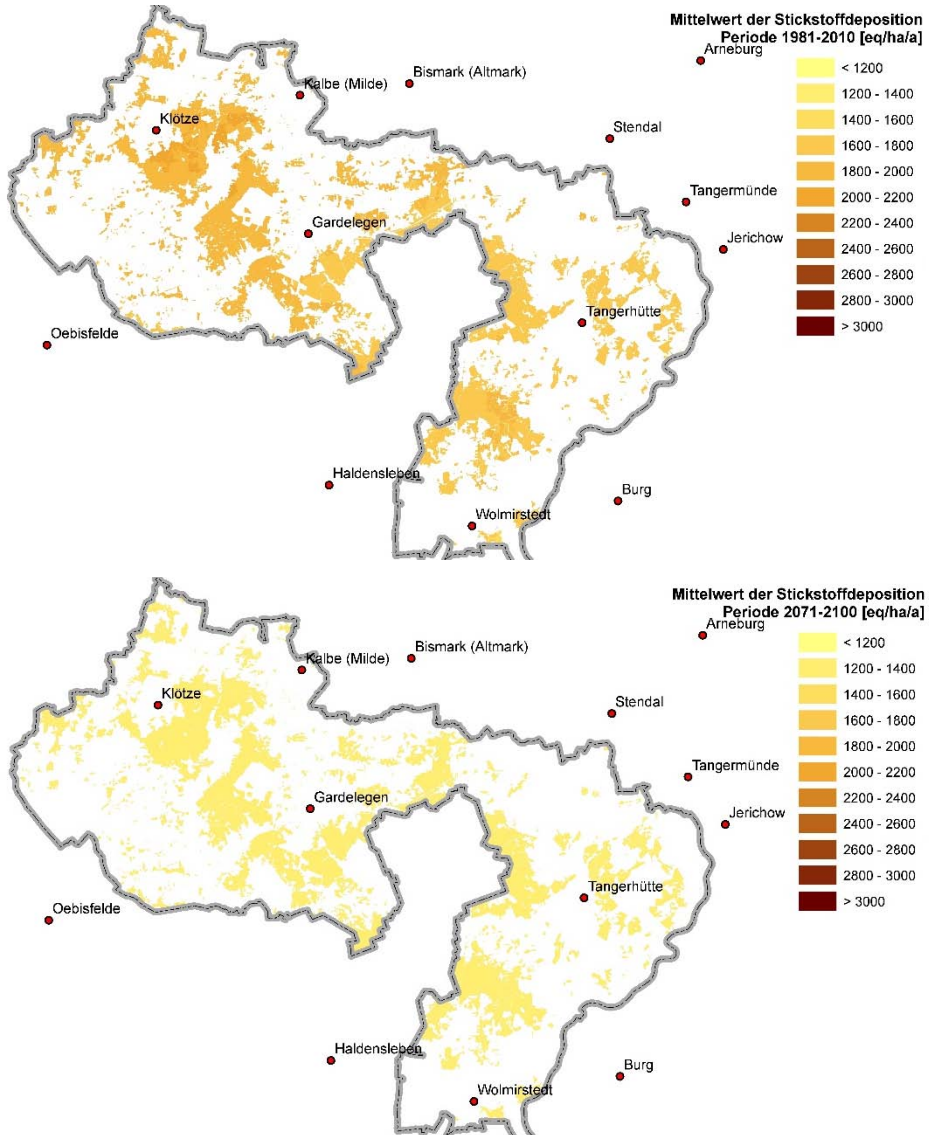 Mittelwert der Stickstoffdeposition
Periode 1981-2010 [eq/ha/a]
Arneburg
< 1200
Bismark (Altmark)
1200 - 1400
Kalbe (Milde)
1400 - 1600
Klötze
Stendal
1600 - 1800
1800 - 2000
2000 - 2200
Tangermünde
2200 - 2400
Gardelegen
Jerichow
2400 - 2600
2600 - 2800
2800 - 3000
Tangerhütte
> 3000
Oebisfelde
Haldensleben
Burg
Wolmirstedt
Mittelwert der Stickstoffdeposition
Periode 2071-2100 [eq/ha/a]
Arneburg
< 1200
Bismark (Altmark)
1200 - 1400
Kalbe (Milde)
1400 - 1600
Klötze
Stendal
1600 - 1800
1800 - 2000
2000 - 2200
Tangermünde
2200 - 2400
Gardelegen
Jerichow
2400 - 2600
2600 - 2800
2800 - 3000
Tangerhütte
> 3000
Oebisfelde
Haldensleben
Burg
Wolmirstedt